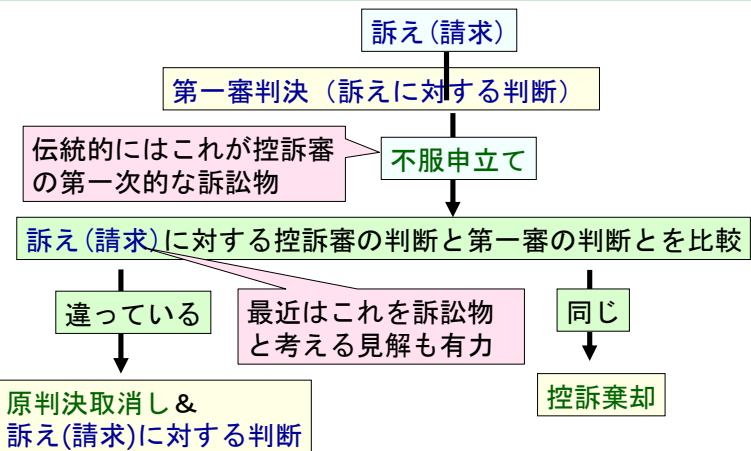 訴え(請求)
第一審判決（訴えに対する判断）
伝統的にはこれが控訴審
の第一次的な訴訟物
不服申立て
訴え(請求)に対する控訴審の判断と第一審の判断とを比較
違っている
最近はこれを訴訟物
と考える見解も有力
同じ
原判決取消し&
訴え(請求)に対する判断
控訴棄却